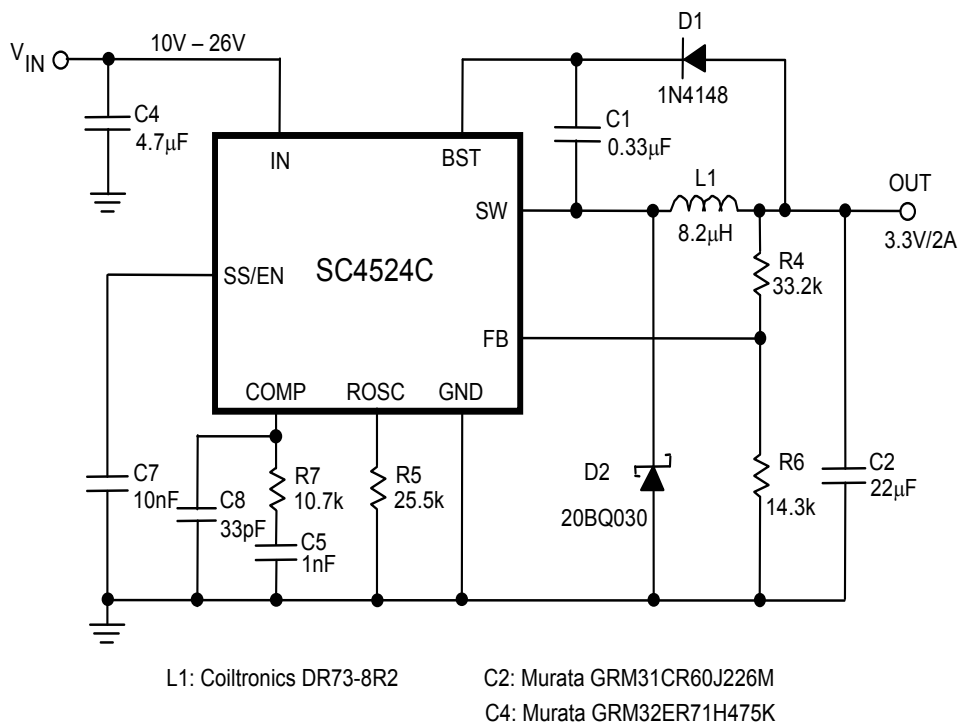 D1
V IN
10V – 26V
1N4148
C4
4.7μF
C1
0.33μF
IN
BST
L1
OUT
SW
8.2μH
3.3V/2A
SS/EN
SC4524C
R4
33.2k
FB
COMP
ROSC
GND
C7
10nF
C8
33pF
R7
10.7k
R5
25.5k
D2
R6
C2
22μF
14.3k
20BQ030
C5
1nF
L1: Coiltronics DR73-8R2
C2: Murata GRM31CR60J226M
C4: Murata GRM32ER71H475K